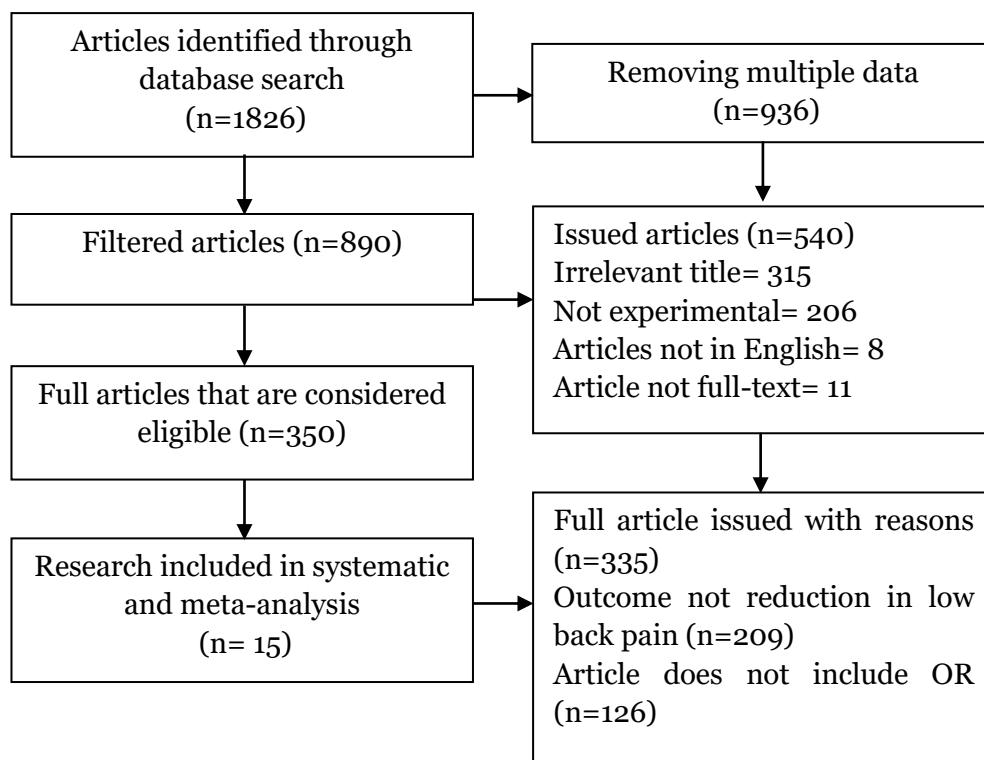 Articles identified through
database search
(n=1826)
Removing multiple data
(n=936)
Filtered articles (n=890)
Issued articles (n=540)
Irrelevant title= 315
Not experimental= 206
Articles not in English= 8
Article not full-text= 11
Full articles that are considered
eligible (n=350)
Research included in systematic
and meta-analysis
(n= 15)
Full article issued with reasons
(n=335)
Outcome not reduction in low
back pain (n=209)
Article does not include OR
(n=126)